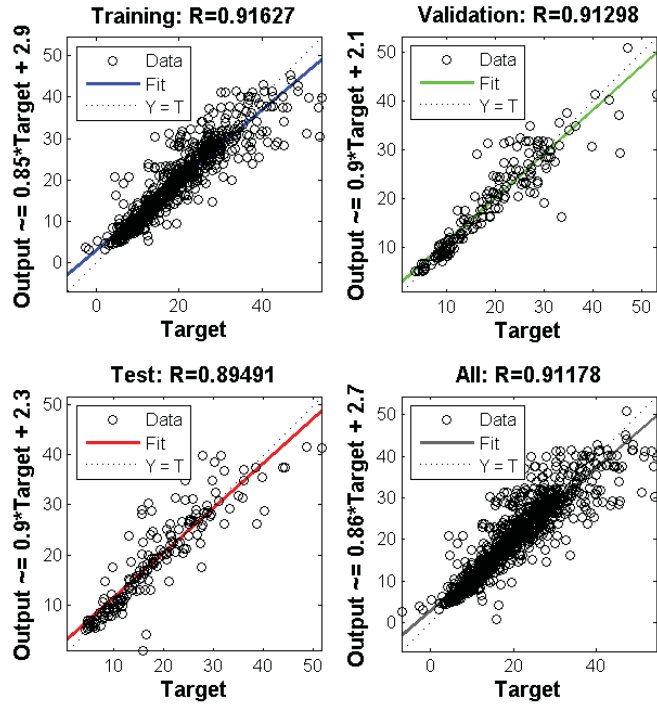 Training: R=0.91627
Output ~= 0.85*Target + 2.9
50
40
30
20
10
0
Data
Fit
Y = T
0
20
40
Target
Validation: R=0.91298
Output ~= 0.9*Target + 2.1
50
40
30
20
10
Data
Fit
Y = T
10
20
30
40
50
Target
Test: R=0.89491
Output ~= 0.9*Target + 2.3
50
40
30
20
10
Data
Fit
Y = T
10
20
30
40
50
Target
All: R=0.91178
Output ~= 0.86*Target + 2.7
50
40
30
20
10
0
Data
Fit
Y = T
0
20
40
Target